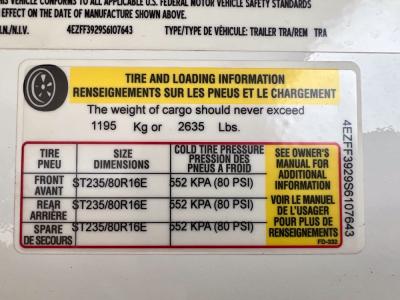 THIS VEHICLE CONFORMS TO ALL APPLICABLE U.S. FEDERAL MOTOR VEHICLE SAFETY STANDARDS
EFFECT ON THE DATE OF MANUFACTURE SHOWN ABOVE.
I.N./N.I.V. 4EZFF3929S6107643 TYPE/TYPE DE VÉHICULE: TRAILER TRA/REM TRA
TIRE AND LOADING INFORMATION
RENSEIGNEMENTS SUR LES PNEUS ET LE CHARGEMENT
The weight of cargo should never exceed
1195 Kg or 2635 Lbs.
TIRE
PNEU
SIZE
DIMENSIONS
COLD TIRE PRESSURE
PRESSION DES
PNEUS A FROID
FRONT
AVANT
ST235/80R16E
552 KPA (80 PSI)
REAR
ARRIÈRE
ST235/80R16E
552 KPA (80 PSI)
SPARE
DE SECOURS
ST235/80R16E
552 KPA (80 PSI)
SEE OWNER'S
MANUAL FOR
ADDITIONAL
INFORMATION
VOIR LE MANUEL
DE L'USAGER
POUR PLUS DE
RENSEIGNEMENTS
FD-332
4EZFF3929S6107643